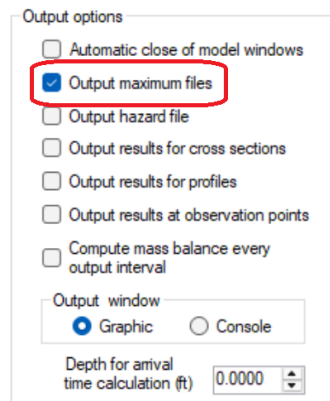 Output options
Automatic close of model windows
Output maximum files
Output hazard file
Output results for cross sections
Output results for profiles
Output results at observation points
Compute mass balance every
output interval
Output window
Graphic Console
Depth for arrival
time calculation (ft) 0.0000